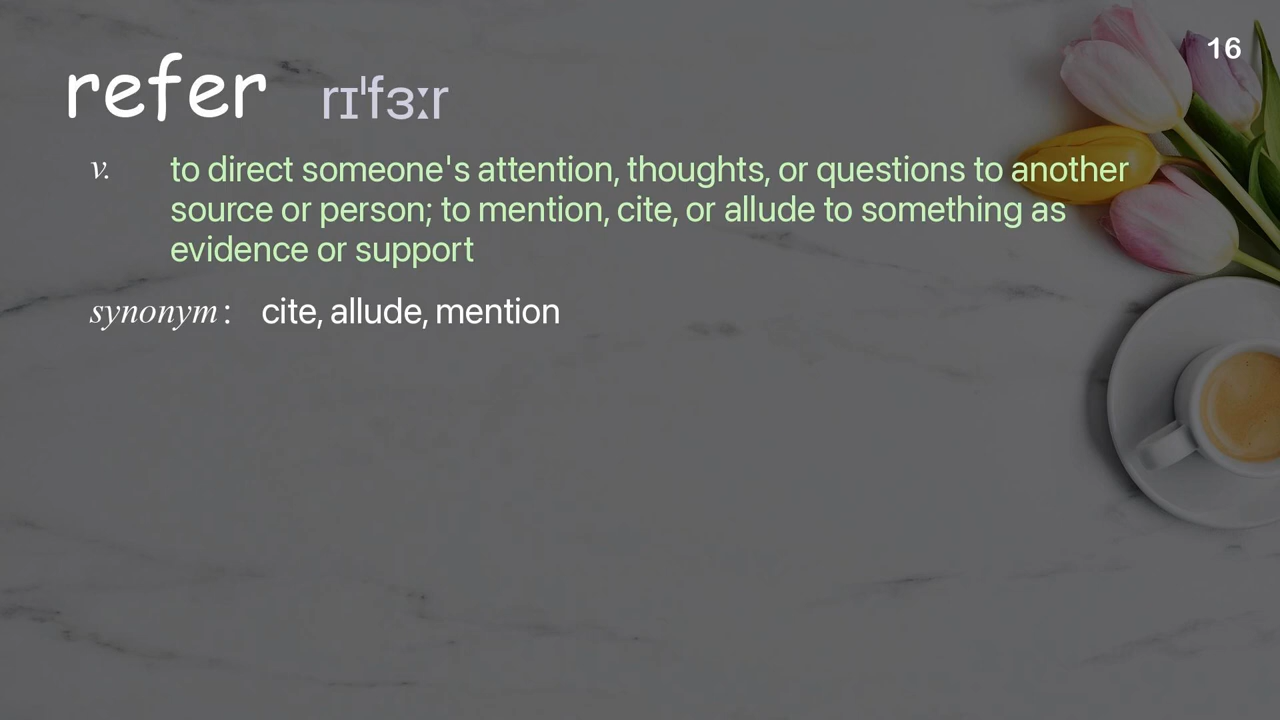 16
refer rɪˈfɜːr
v. to direct someone's attention, thoughts, or questions to another
source or person; to mention, cite, or allude to something as
evidence or support
synonym : cite, allude, mention